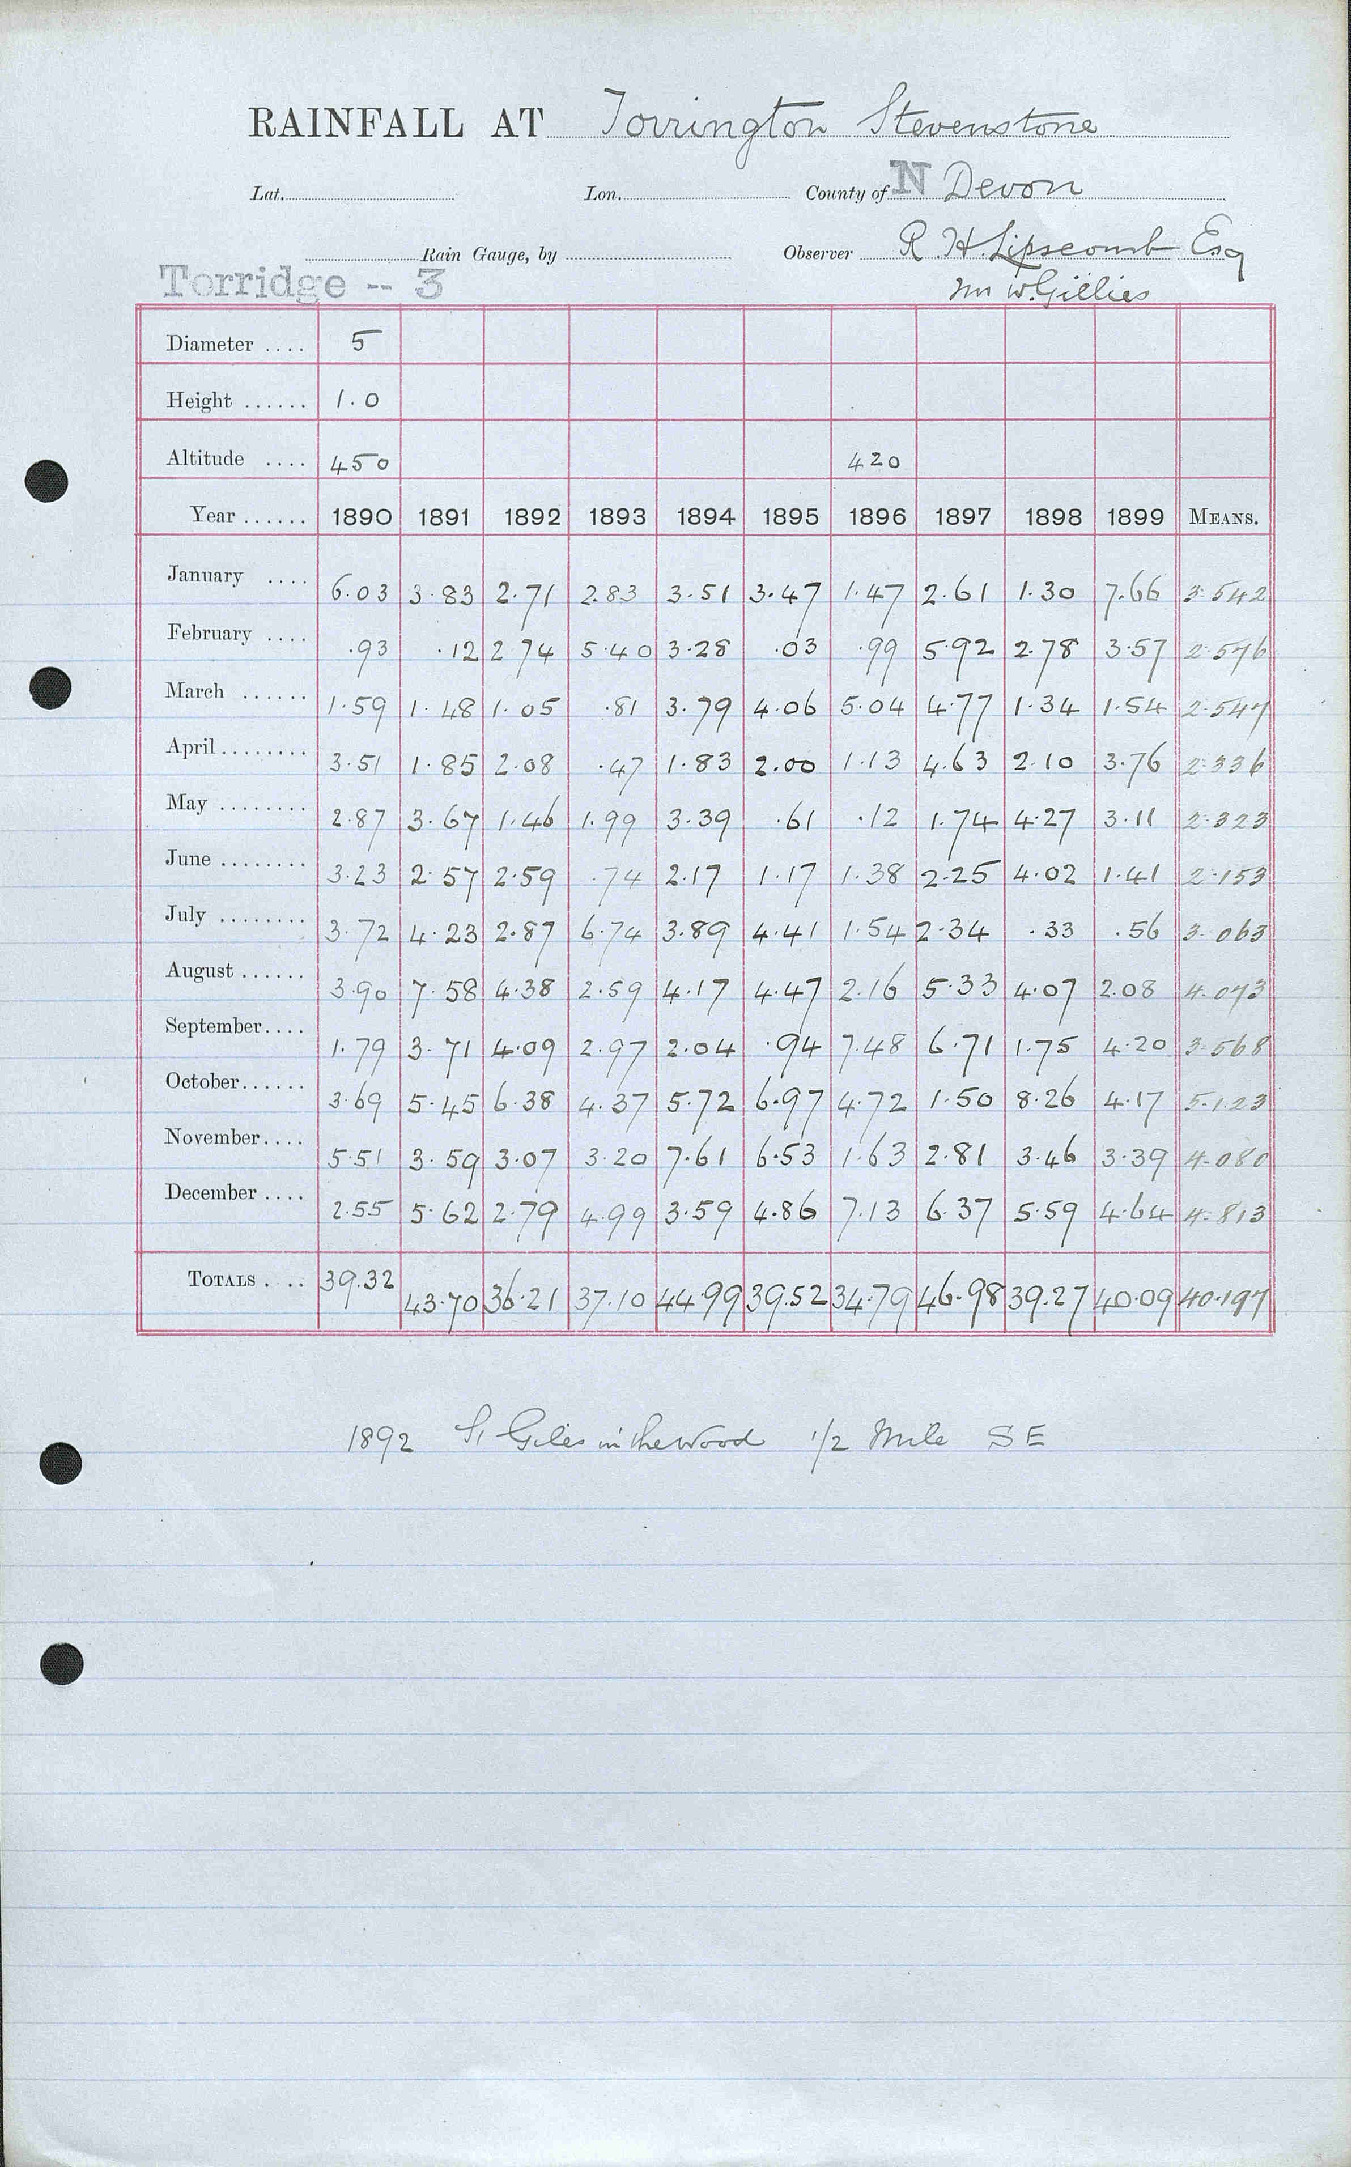 RAINFALL AT Torrington Stevenstone
Lat. Lon. County of N Devon
Rain Gauge, by Observer R. H. Lipscomb Esq
Torridge -- 3 W. Gillies
Diameter .... 5
Height ...... 1.0
Altitude .... 450 420
Year ...... 1890 1891 1892 1893 1894 1895 1896 1897 1898 1899 MEANS.
January .... 6.03 3.83 2.71 2.83 3.51 3.47 1.47 2.61 1.30 7.66 3.542
February .... .93 .12 2.74 5.40 3.28 .03 .99 5.92 2.78 3.57 2.576
March ...... 1.59 1.48 1.05 .81 3.79 4.06 5.04 4.77 1.34 1.54 2.547
April ........ 3.51 1.85 2.08 .47 1.83 2.00 1.13 4.63 2.10 3.76 2.336
May ........ 2.87 3.67 1.46 1.99 3.39 .61 .12 1.74 4.27 3.11 2.323
June ........ 3.23 2.57 2.59 .74 2.17 1.17 1.38 2.25 4.02 1.41 2.153
July ........ 3.72 4.23 2.87 6.74 3.89 4.41 1.54 2.34 .33 .56 3.063
August ...... 3.90 7.58 4.38 2.59 4.17 4.47 2.16 5.33 4.07 2.08 4.073
September.... 1.79 3.71 4.09 2.97 2.04 .94 7.48 6.71 1.75 4.20 3.568
October...... 3.69 5.45 6.38 4.37 5.72 6.97 4.72 1.50 8.26 4.17 5.123
November.... 5.51 3.59 3.07 3.20 7.61 6.53 1.63 2.81 3.46 3.39 4.080
December .... 2.55 5.62 2.79 4.99 3.59 4.86 7.13 6.37 5.59 4.64 4.813
TOTALS .... 39.32 43.70 36.21 37.10 44.99 39.52 34.79 46.98 39.27 40.09 40.197
1892 St Giles in the Wood 1/2 Mile SE